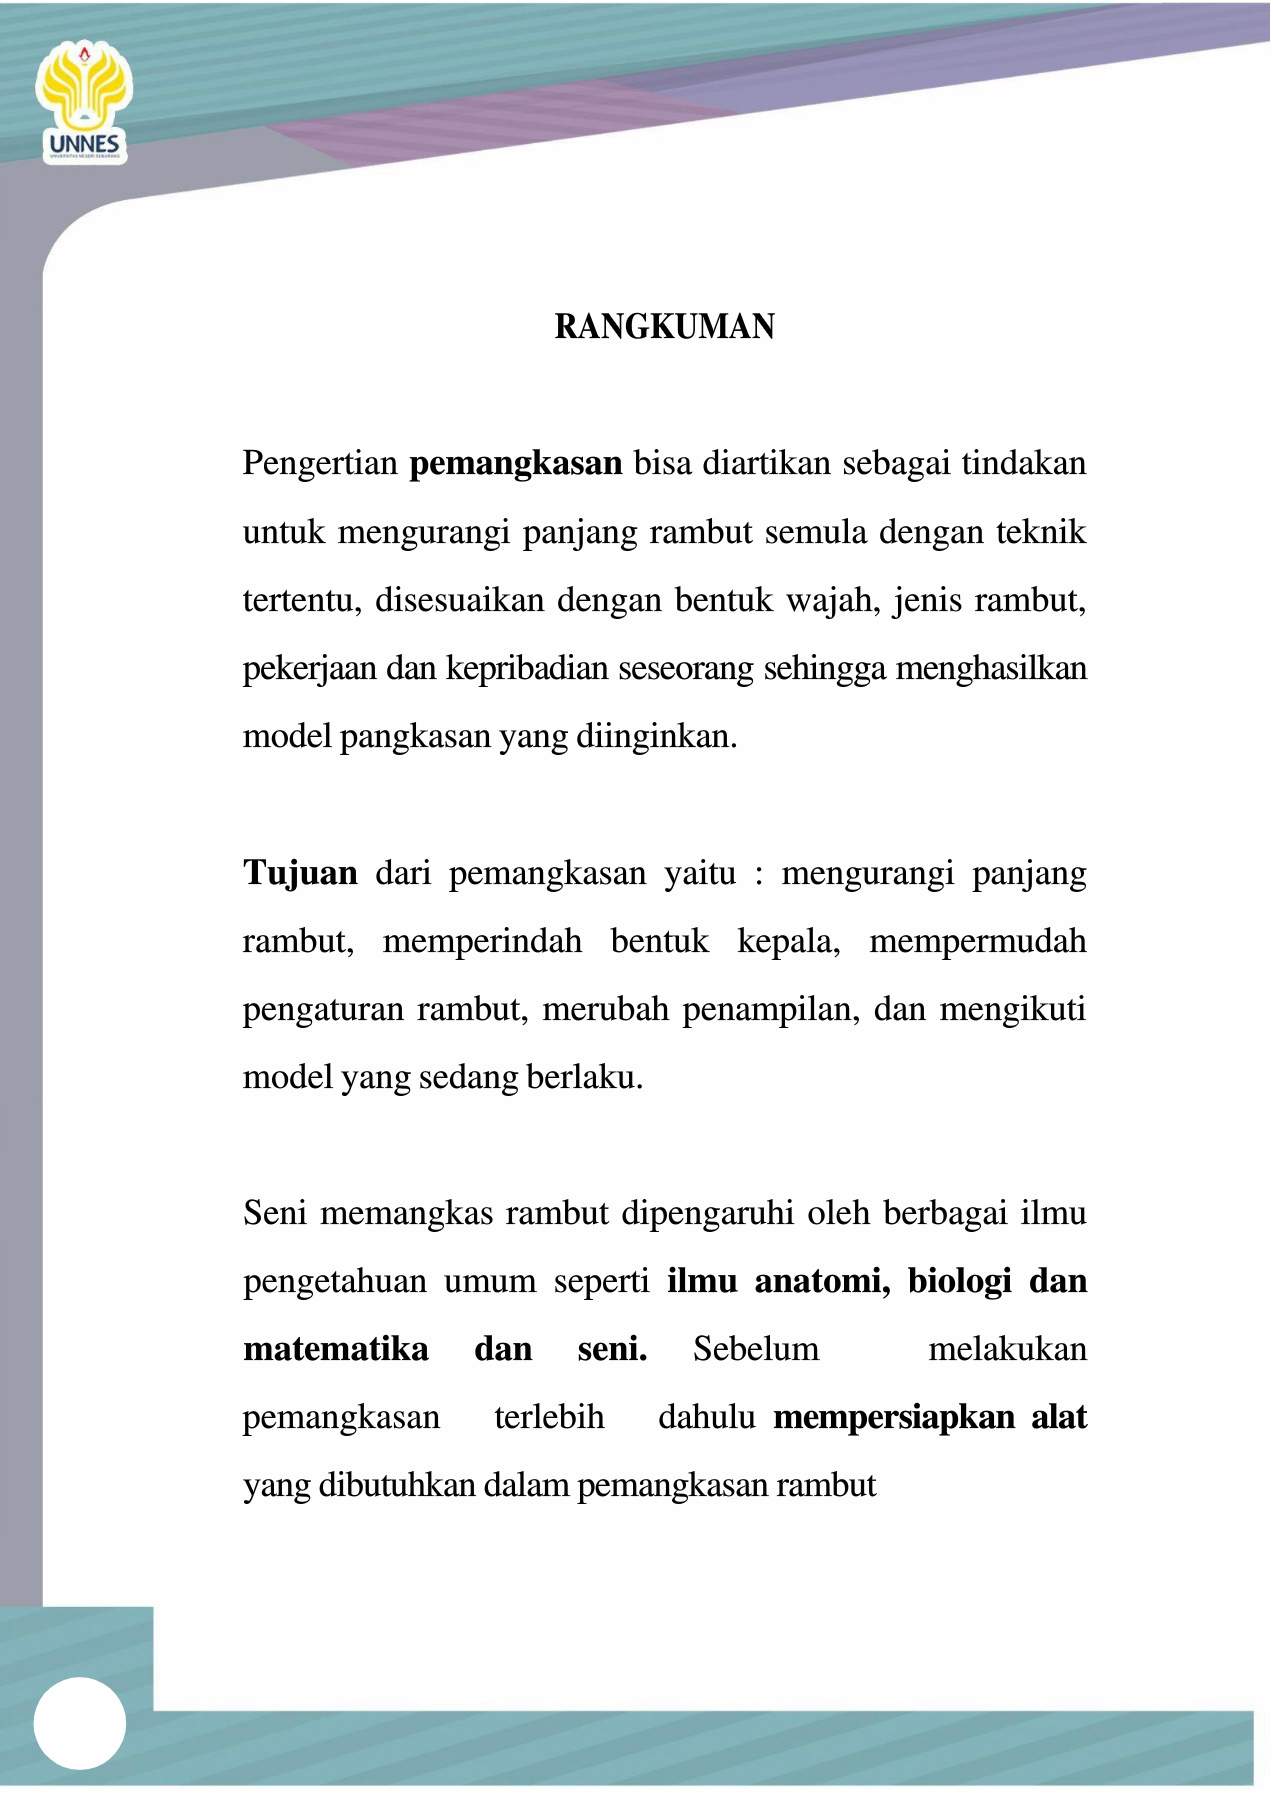 UNNES
UNIVERSITAS NEGERI SEMARANG
RANGKUMAN
Pengertian pemangkasan bisa diartikan sebagai tindakan
untuk mengurangi panjang rambut semula dengan teknik
tertentu, disesuaikan dengan bentuk wajah, jenis rambut,
pekerjaan dan kepribadian seseorang sehingga menghasilkan
model pangkasan yang diinginkan.
Tujuan dari pemangkasan yaitu : mengurangi panjang
rambut, memperindah bentuk kepala, mempermudah
pengaturan rambut, merubah penampilan, dan mengikuti
model yang sedang berlaku.
Seni memangkas rambut dipengaruhi oleh berbagai ilmu
pengetahuan umum seperti ilmu anatomi, biologi dan
matematika dan seni. Sebelum melakukan
pemangkasan terlebih dahulu mempersiapkan alat
yang dibutuhkan dalam pemangkasan rambut